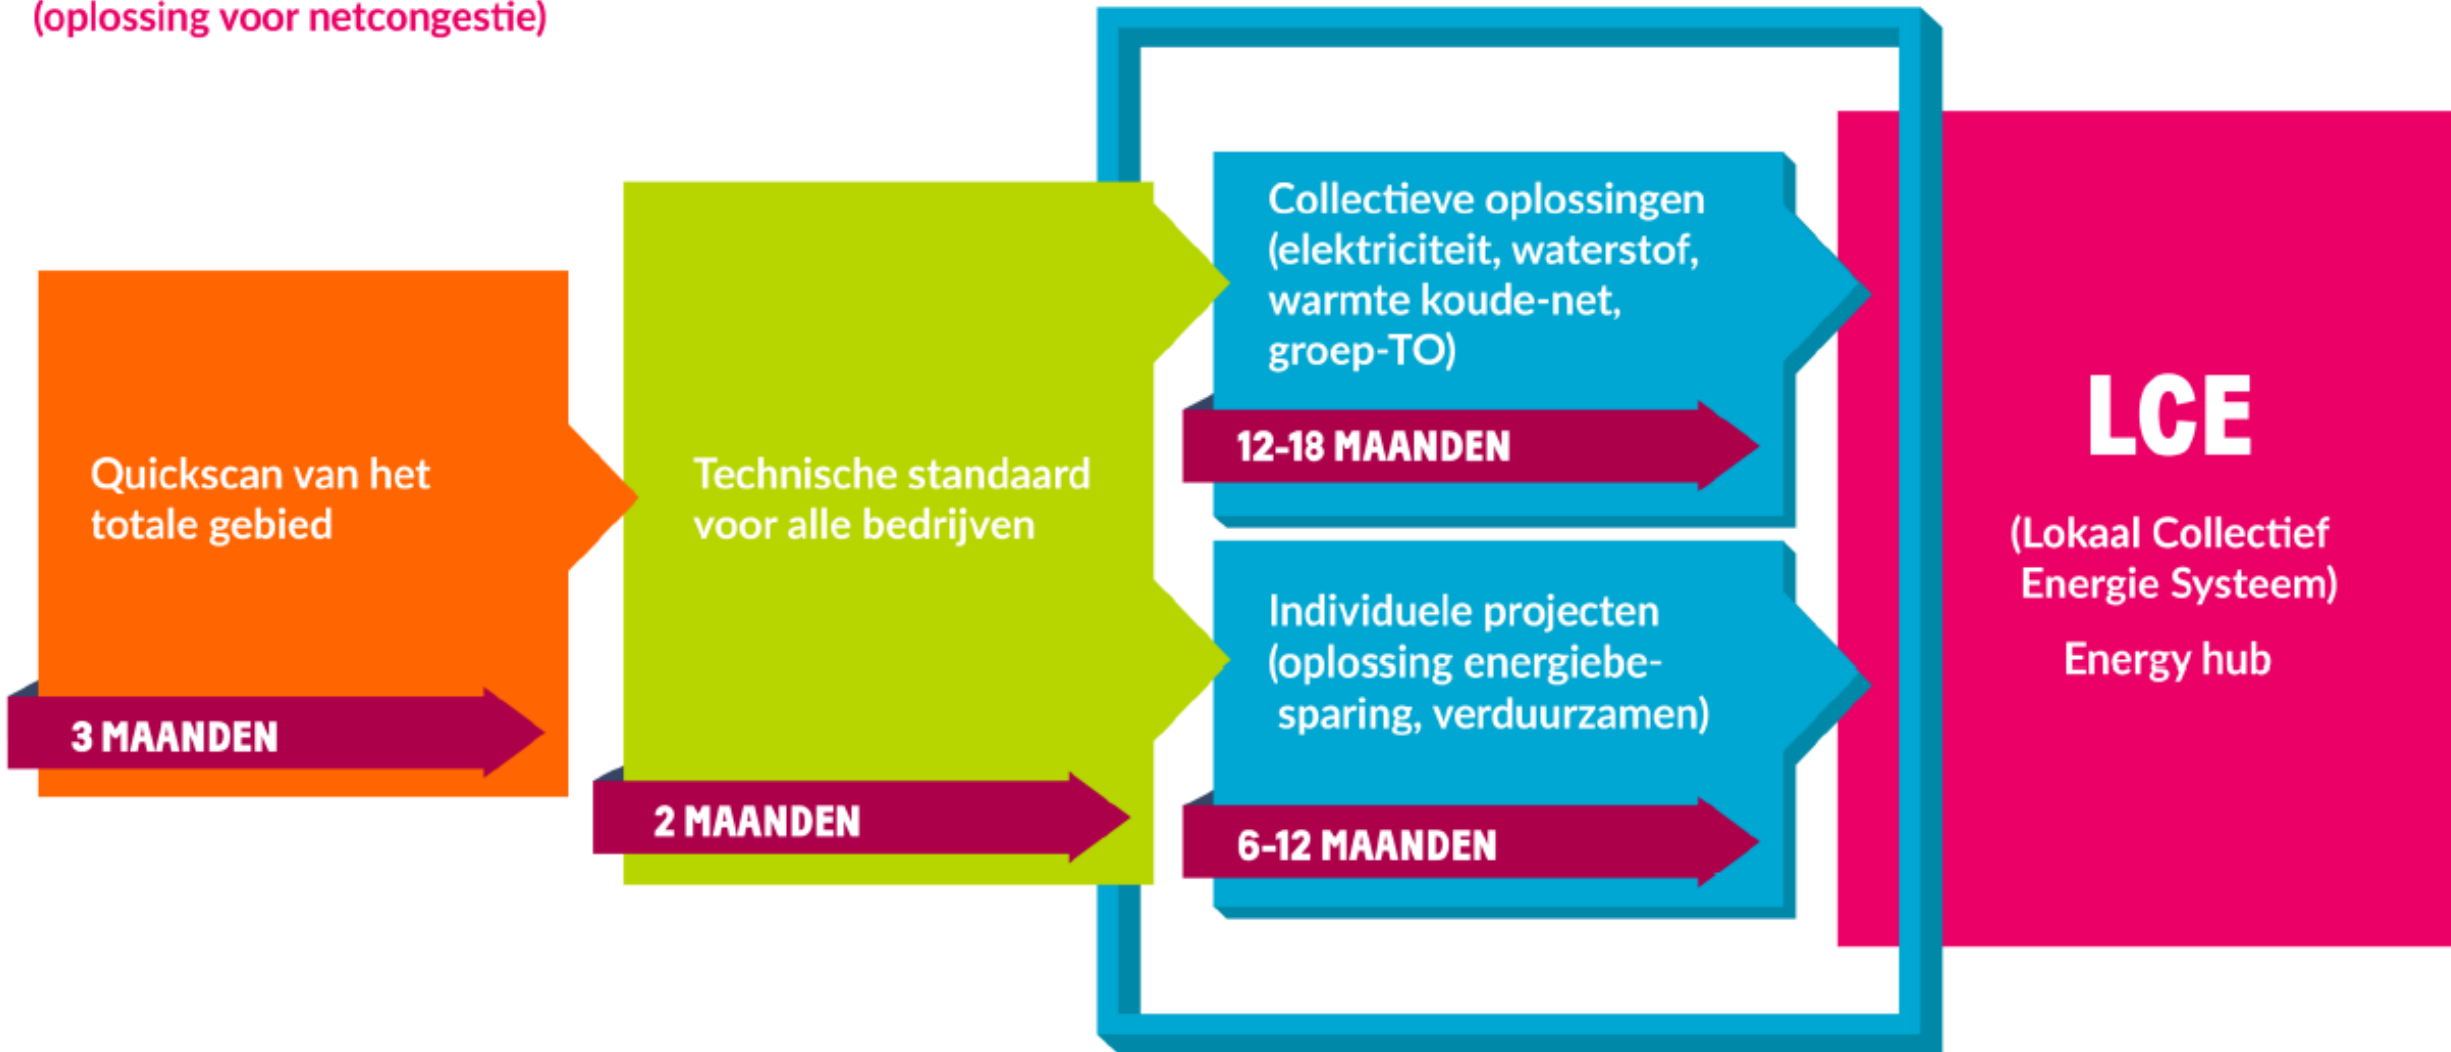 (oplossing voor netcongestie)
Quickscan van het
totale gebied
3 MAANDEN
Technische standaard
voor alle bedrijven
2 MAANDEN
Collectieve oplossingen
(elektriciteit, waterstof,
warmte koude-net,
groep-TO)
12-18 MAANDEN
Individuele projecten
(oplossing energiebe-
sparing, verduurzamen)
6-12 MAANDEN
LCE
(Lokaal Collectief
Energie Systeem)
Energy hub